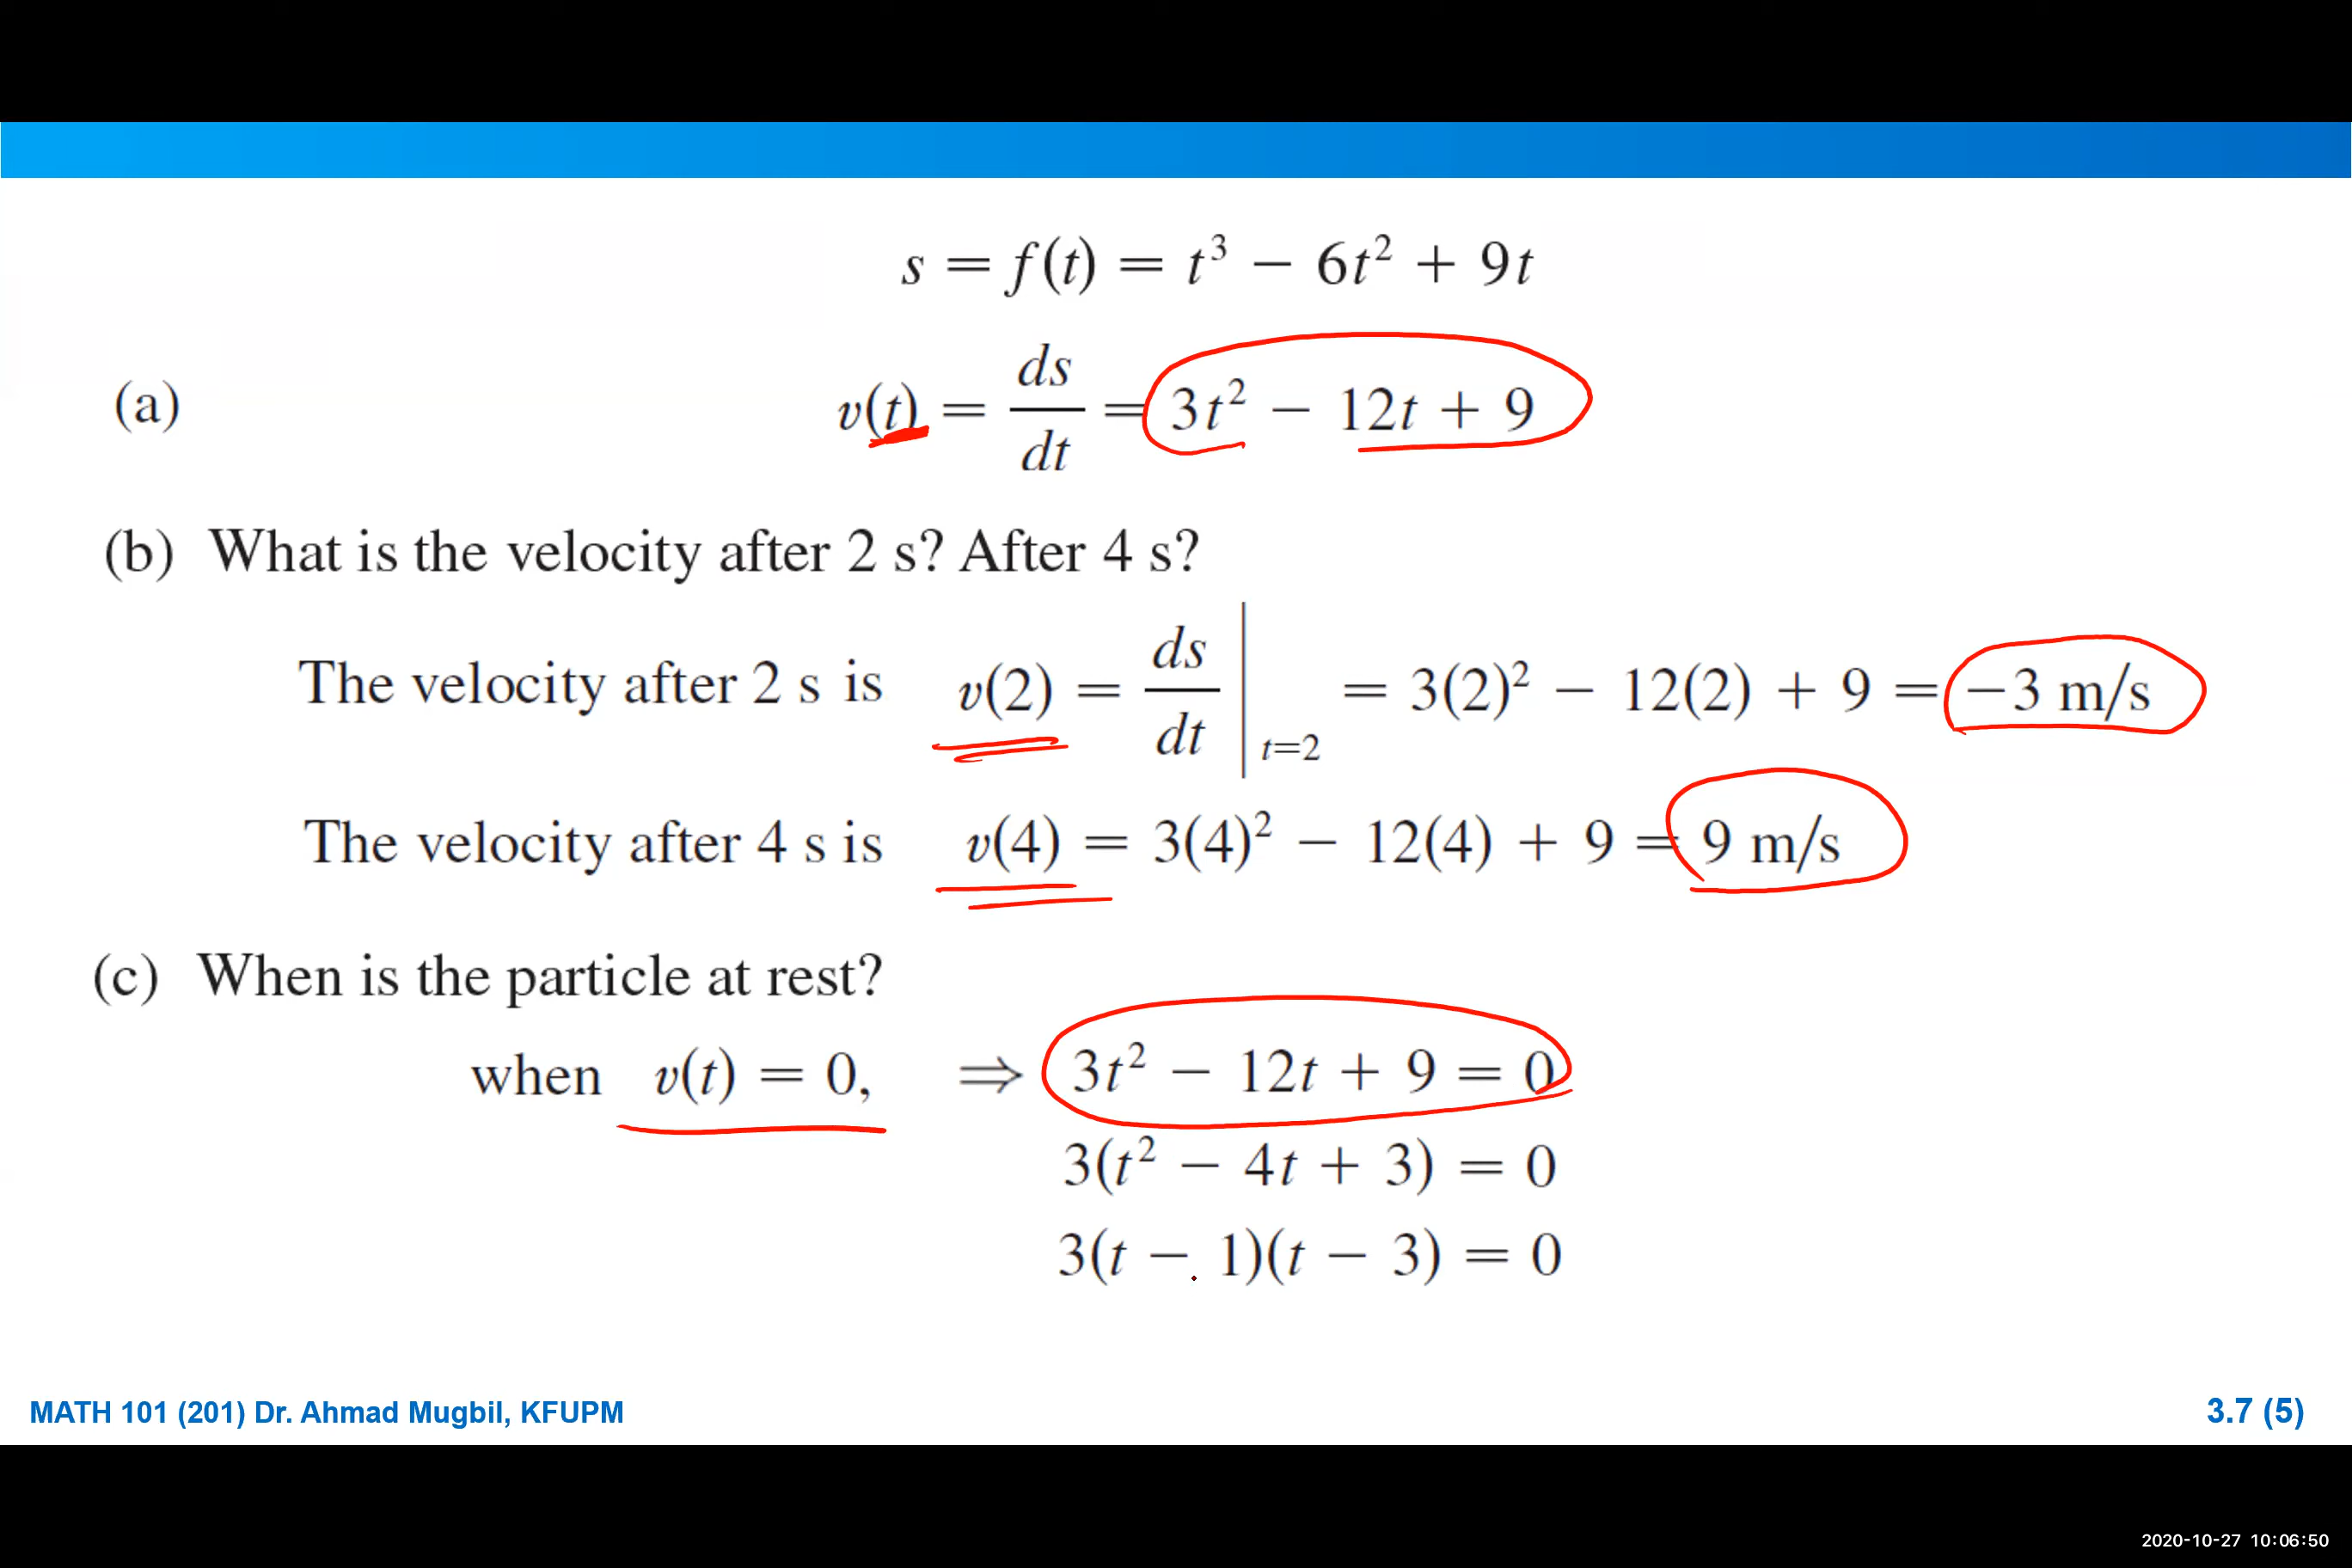 s = f(t) = t³ − 6t² + 9t
(a) v(t) = ds/dt = 3t² − 12t + 9
(b) What is the velocity after 2 s? After 4 s?
The velocity after 2 s is v(2) = ds/dt |t=2 = 3(2)² − 12(2) + 9 = −3 m/s
The velocity after 4 s is v(4) = 3(4)² − 12(4) + 9 = 9 m/s
(c) When is the particle at rest?
when v(t) = 0, ⇒ 3t² − 12t + 9 = 0
3(t² − 4t + 3) = 0
3(t − 1)(t − 3) = 0
MATH 101 (201) Dr. Ahmad Mugbil, KFUPM 3.7 (5)
2020-10-27 10:06:50